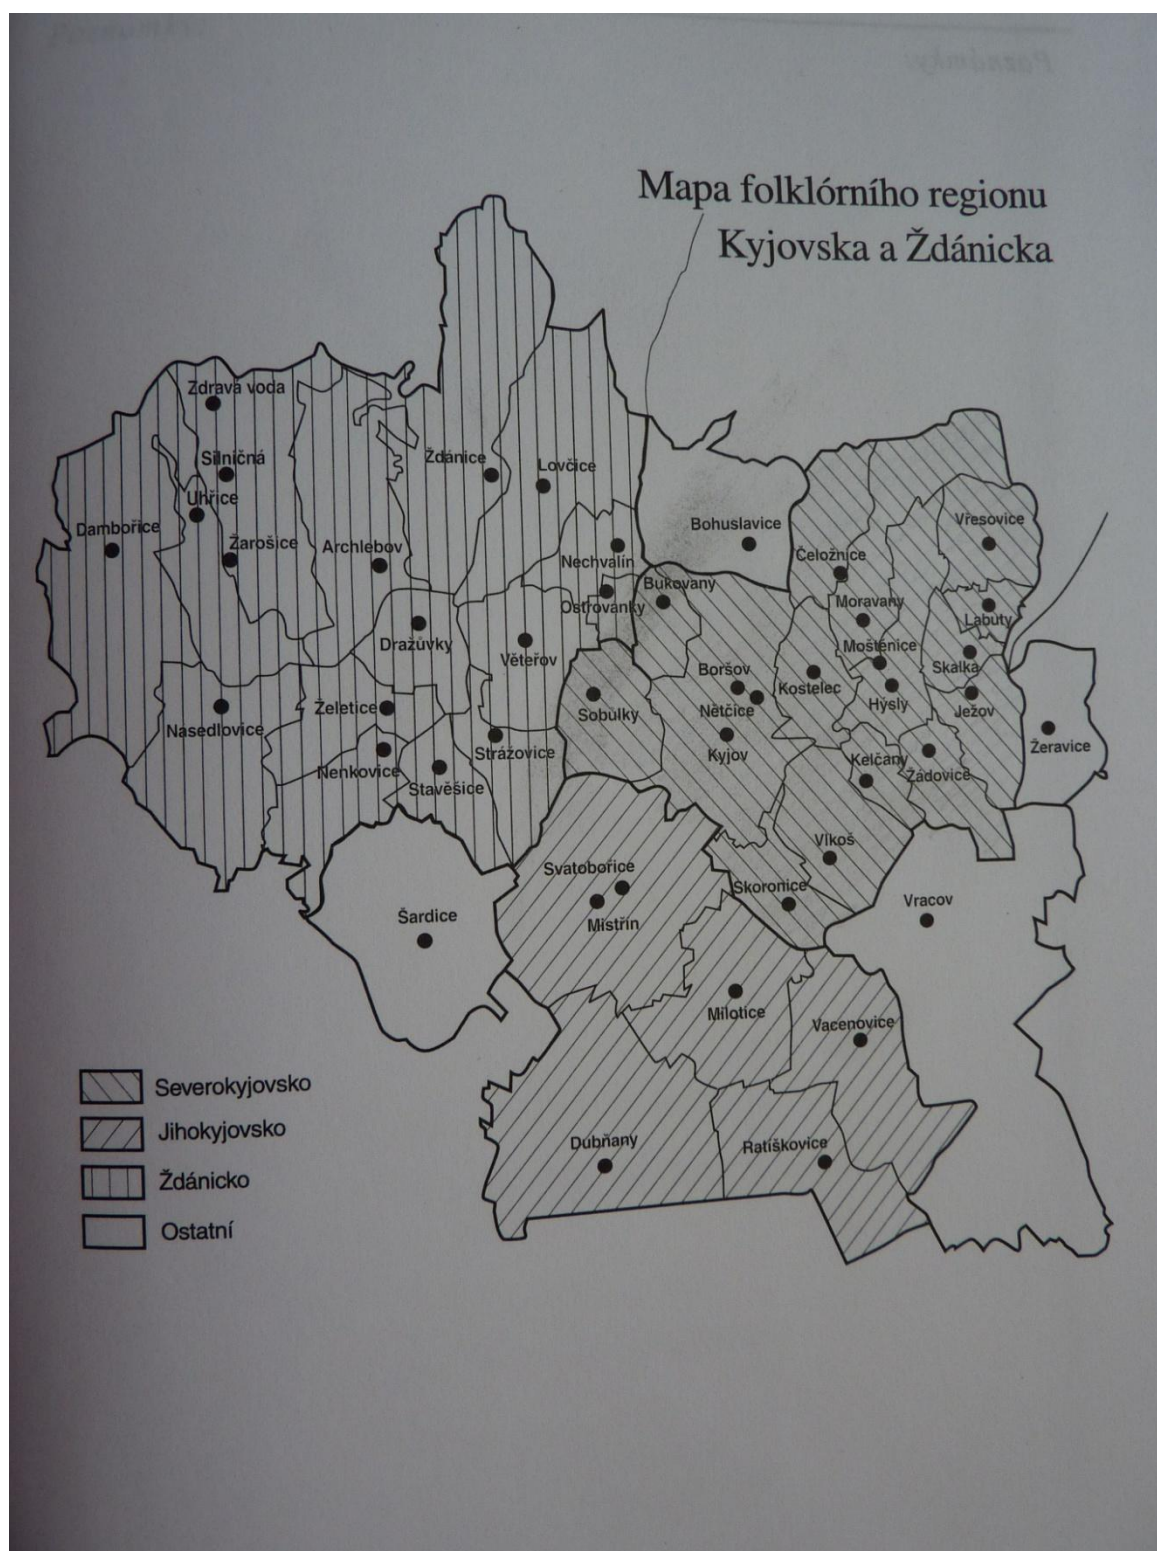 Poznámky:
Mapa folklórního regionu
Kyjovska a Ždánicka
Zdravá voda
Silničná
Ždánice
Lovčice
Uhřice
Dambořice
Žarošice
Archlebov
Bohuslavice
Vřesovice
Čeložnice
Nechvalín
Bukovany
Ostrovánky
Moravany
Labuty
Dražůvky
Věteřov
Moštěnice
Skalka
Boršov
Kostelec
Hýsly
Ježov
Želetice
Nětčice
Sobůlky
Nasedlovice
Strážovice
Kyjov
Kelčany
Žádovice
Žeravice
Nenkovice
Stavěšice
Vlkoš
Svatobořice
Skoronice
Mistřín
Šardice
Vracov
Milotice
Vacenovice
Dubňany
Ratíškovice
Severokyjovsko
Jihokyjovsko
Ždánicko
Ostatní